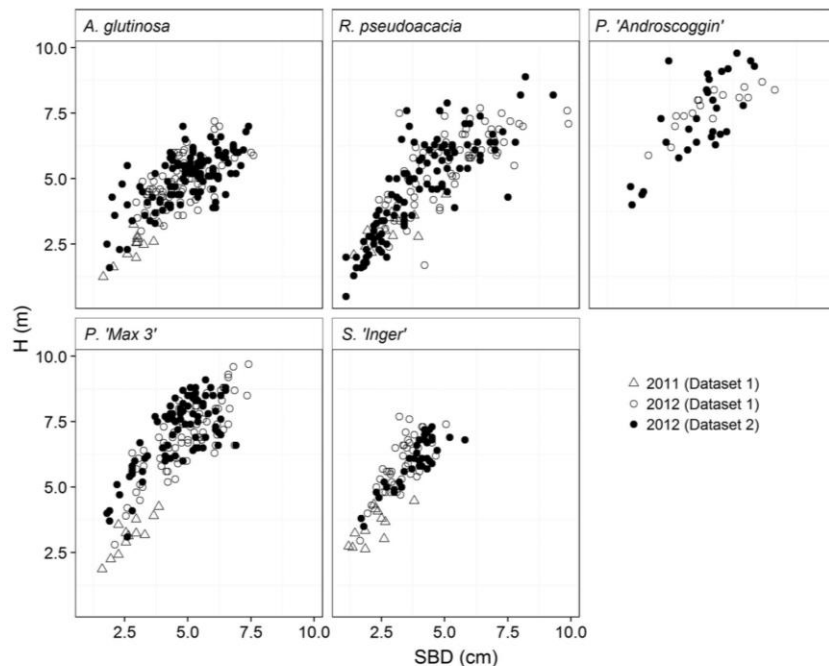 A. glutinosa
R. pseudoacacia
P. 'Androscoggin'
10.0
7.5
5.0
2.5
P. 'Max 3'
S. 'Inger'
10.0
7.5
5.0
2.5
H (m)
2011 (Dataset 1)
2012 (Dataset 1)
2012 (Dataset 2)
2.5 5.0 7.5 10.0
2.5 5.0 7.5 10.0
SBD (cm)